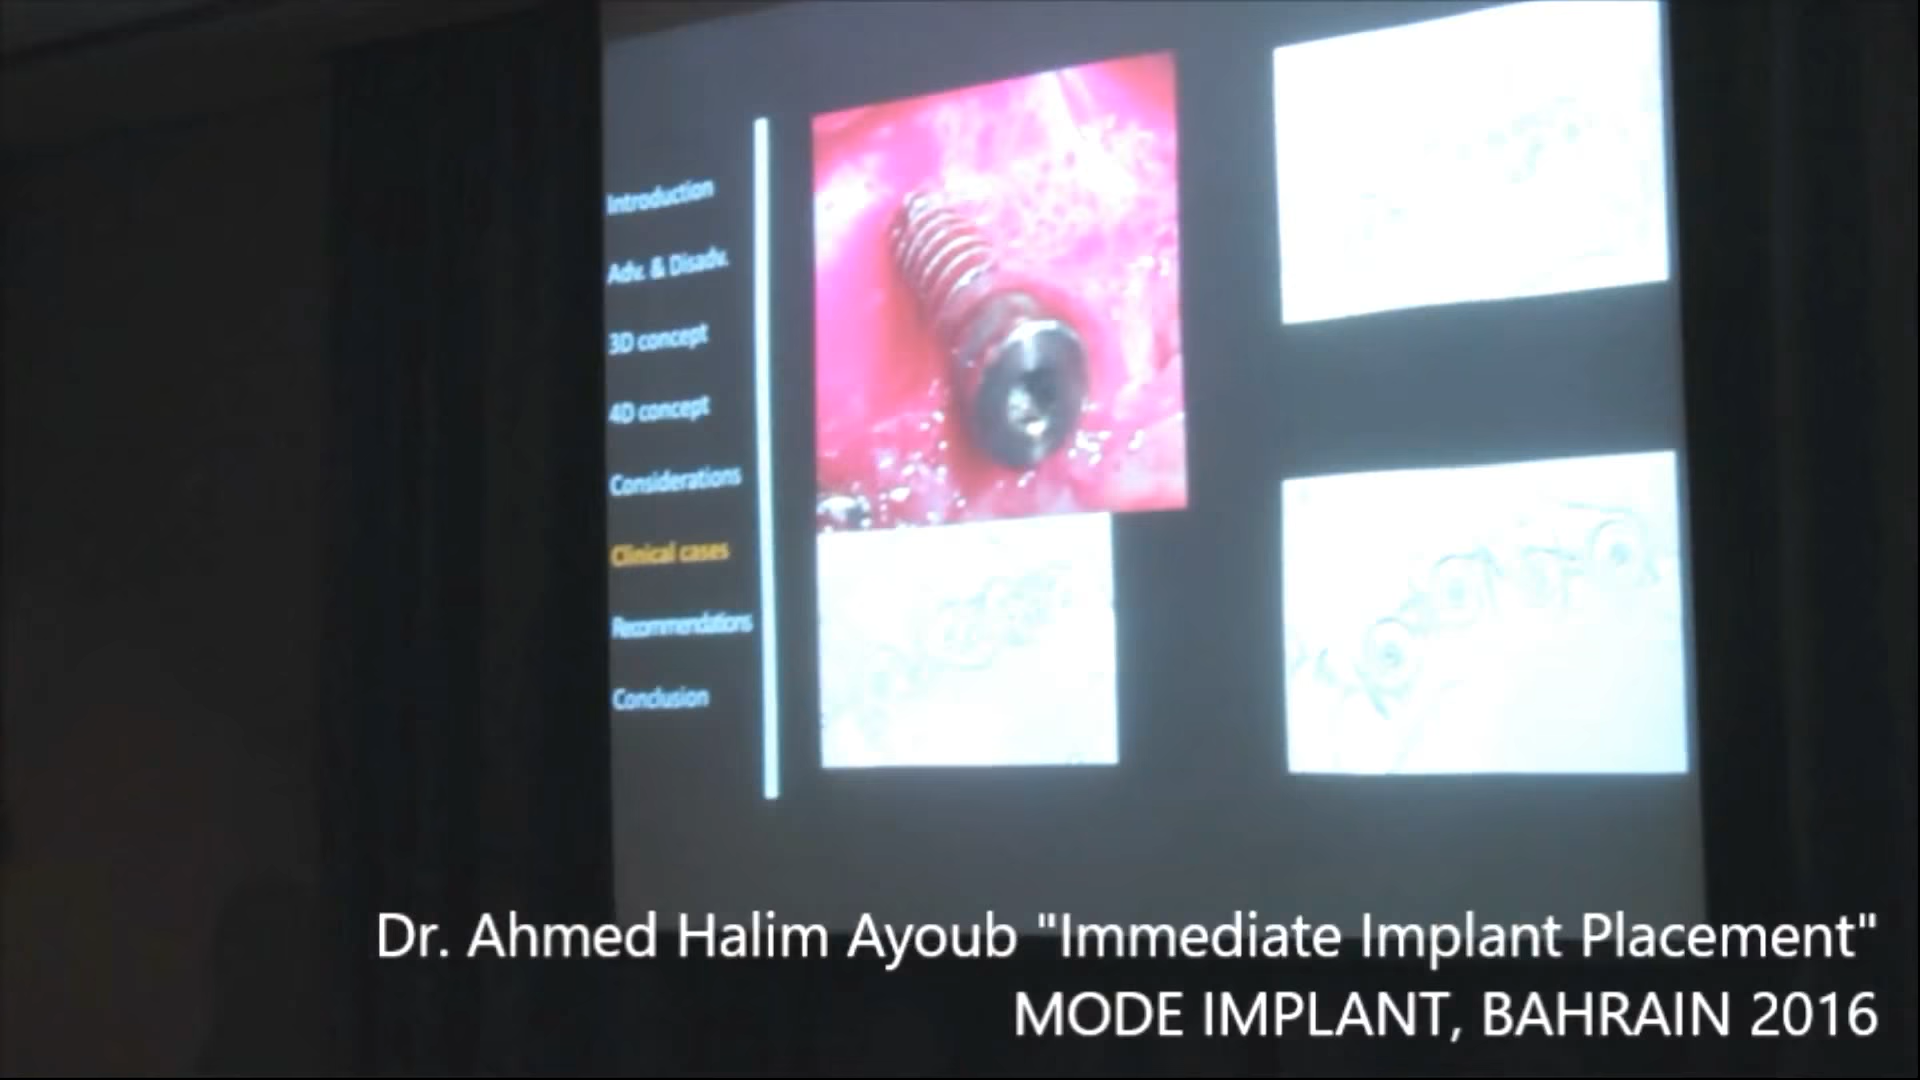 Introduction
Adv. & Disadv.
3D concept
4D concept
Considerations
Clinical cases
Recommendations
Conclusion
Dr. Ahmed Halim Ayoub "Immediate Implant Placement"
MODE IMPLANT, BAHRAIN 2016